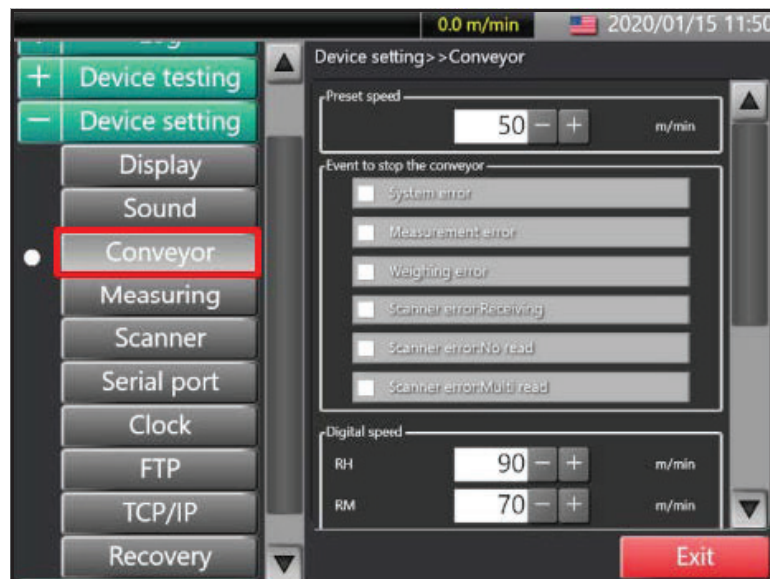 0.0 m/min 2020/01/15 11:50
+ Device testing
− Device setting
Display
Sound
Conveyor
Measuring
Scanner
Serial port
Clock
FTP
TCP/IP
Recovery
Device setting>>Conveyor
Preset speed
50 − + m/min
Event to stop the conveyor
System error
Measurement error
Weighing error
Scanner error:Receiving
Scanner error:No read
Scanner error:Multi read
Digital speed
RH 90 − + m/min
RM 70 − + m/min
Exit